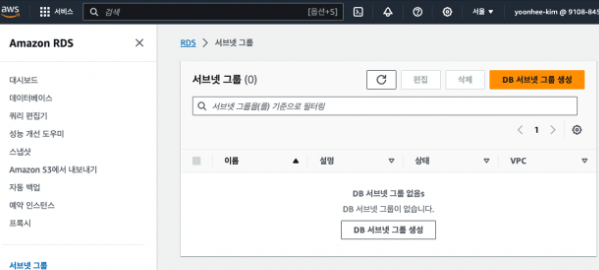 aws
서비스
검색
[옵션+S]
서울
yoonhee-kim @ 9108-845
Amazon RDS
대시보드
데이터베이스
쿼리 편집기
성능 개선 도우미
스냅샷
Amazon S3에서 내보내기
자동 백업
예약 인스턴스
프록시
서브넷 그룹
RDS > 서브넷 그룹
서브넷 그룹 (0)
편집
삭제
DB 서브넷 그룹 생성
서브넷 그룹을(를) 기준으로 필터링
1
이름
설명
상태
VPC
DB 서브넷 그룹 없음s
DB 서브넷 그룹이 없습니다.
DB 서브넷 그룹 생성